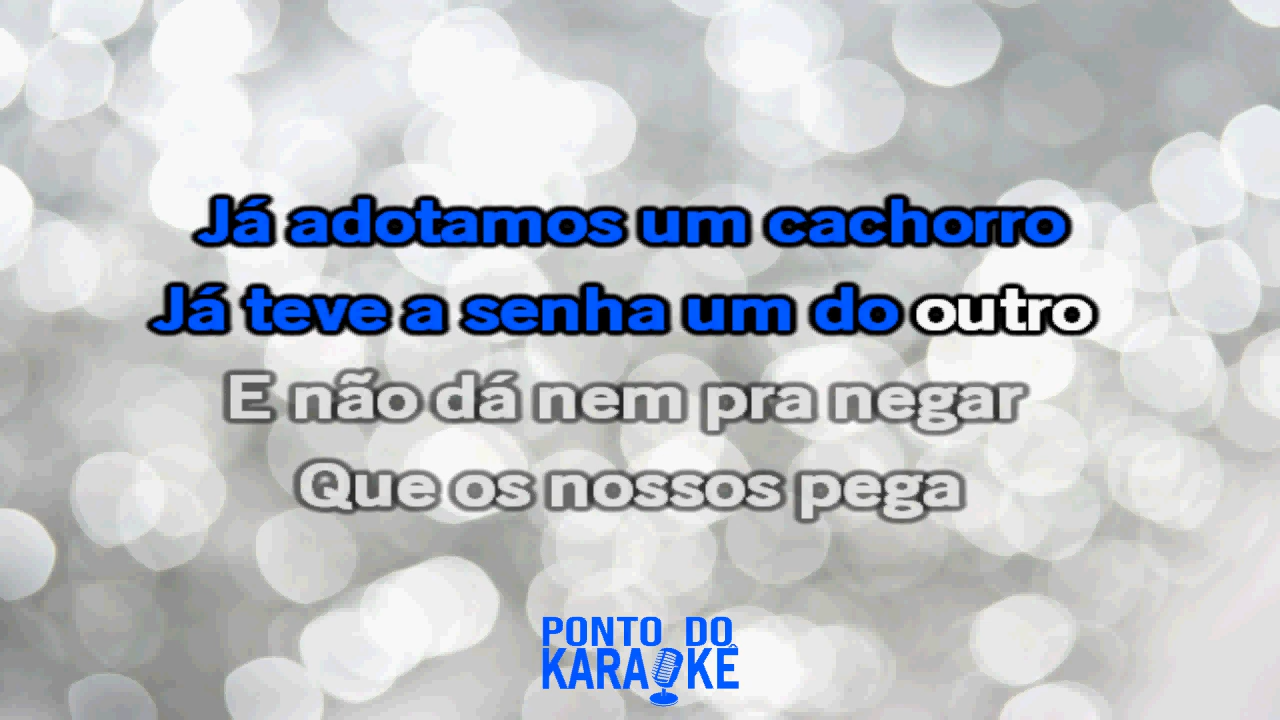 Já adotamos um cachorro
Já teve a senha um do outro
E não dá nem pra negar
Que os nossos pega
PONTO DO
KARAOKÊ